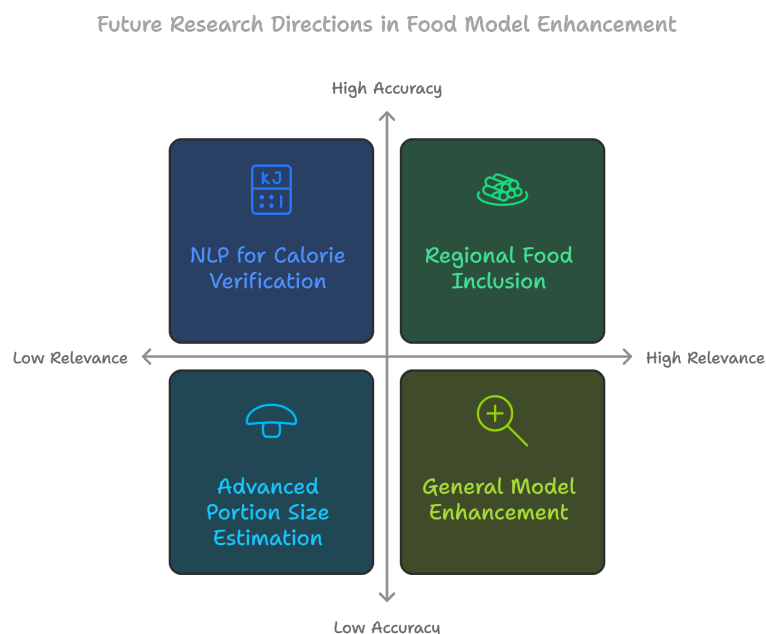 Future Research Directions in Food Model Enhancement
High Accuracy
KJ
NLP for Calorie
Verification
Regional Food
Inclusion
Low Relevance
High Relevance
Advanced
Portion Size
Estimation
General Model
Enhancement
Low Accuracy